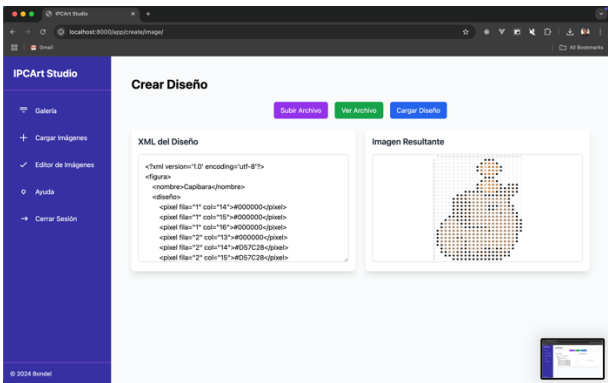 IPCArt Studio
localhost:8000/app/create/image/
Gmail
All Bookmarks
IPCArt Studio
Galería
Cargar Imágenes
Editor de Imágenes
Ayuda
Cerrar Sesión
© 2024 Bondel
Crear Diseño
Subir Archivo
Ver Archivo
Cargar Diseño
XML del Diseño
<?xml version='1.0' encoding='utf-8'?>
<figura>
<nombre>Capibara</nombre>
<diseño>
<pixel fila="1" col="14">#000000</pixel>
<pixel fila="1" col="15">#000000</pixel>
<pixel fila="1" col="16">#000000</pixel>
<pixel fila="2" col="13">#000000</pixel>
<pixel fila="2" col="14">#D57C28</pixel>
<pixel fila="2" col="15">#D57C28</pixel>
Imagen Resultante